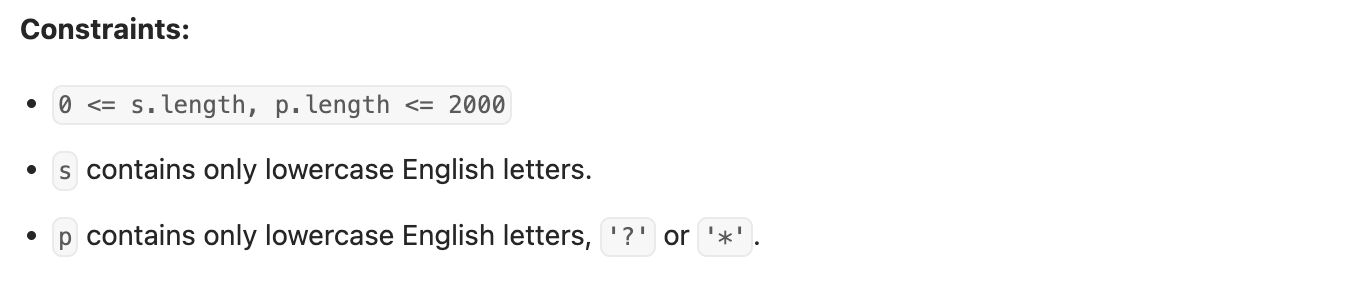 Constraints:
• 0 <= s.length, p.length <= 2000
• s contains only lowercase English letters.
• p contains only lowercase English letters, '?' or '*'.